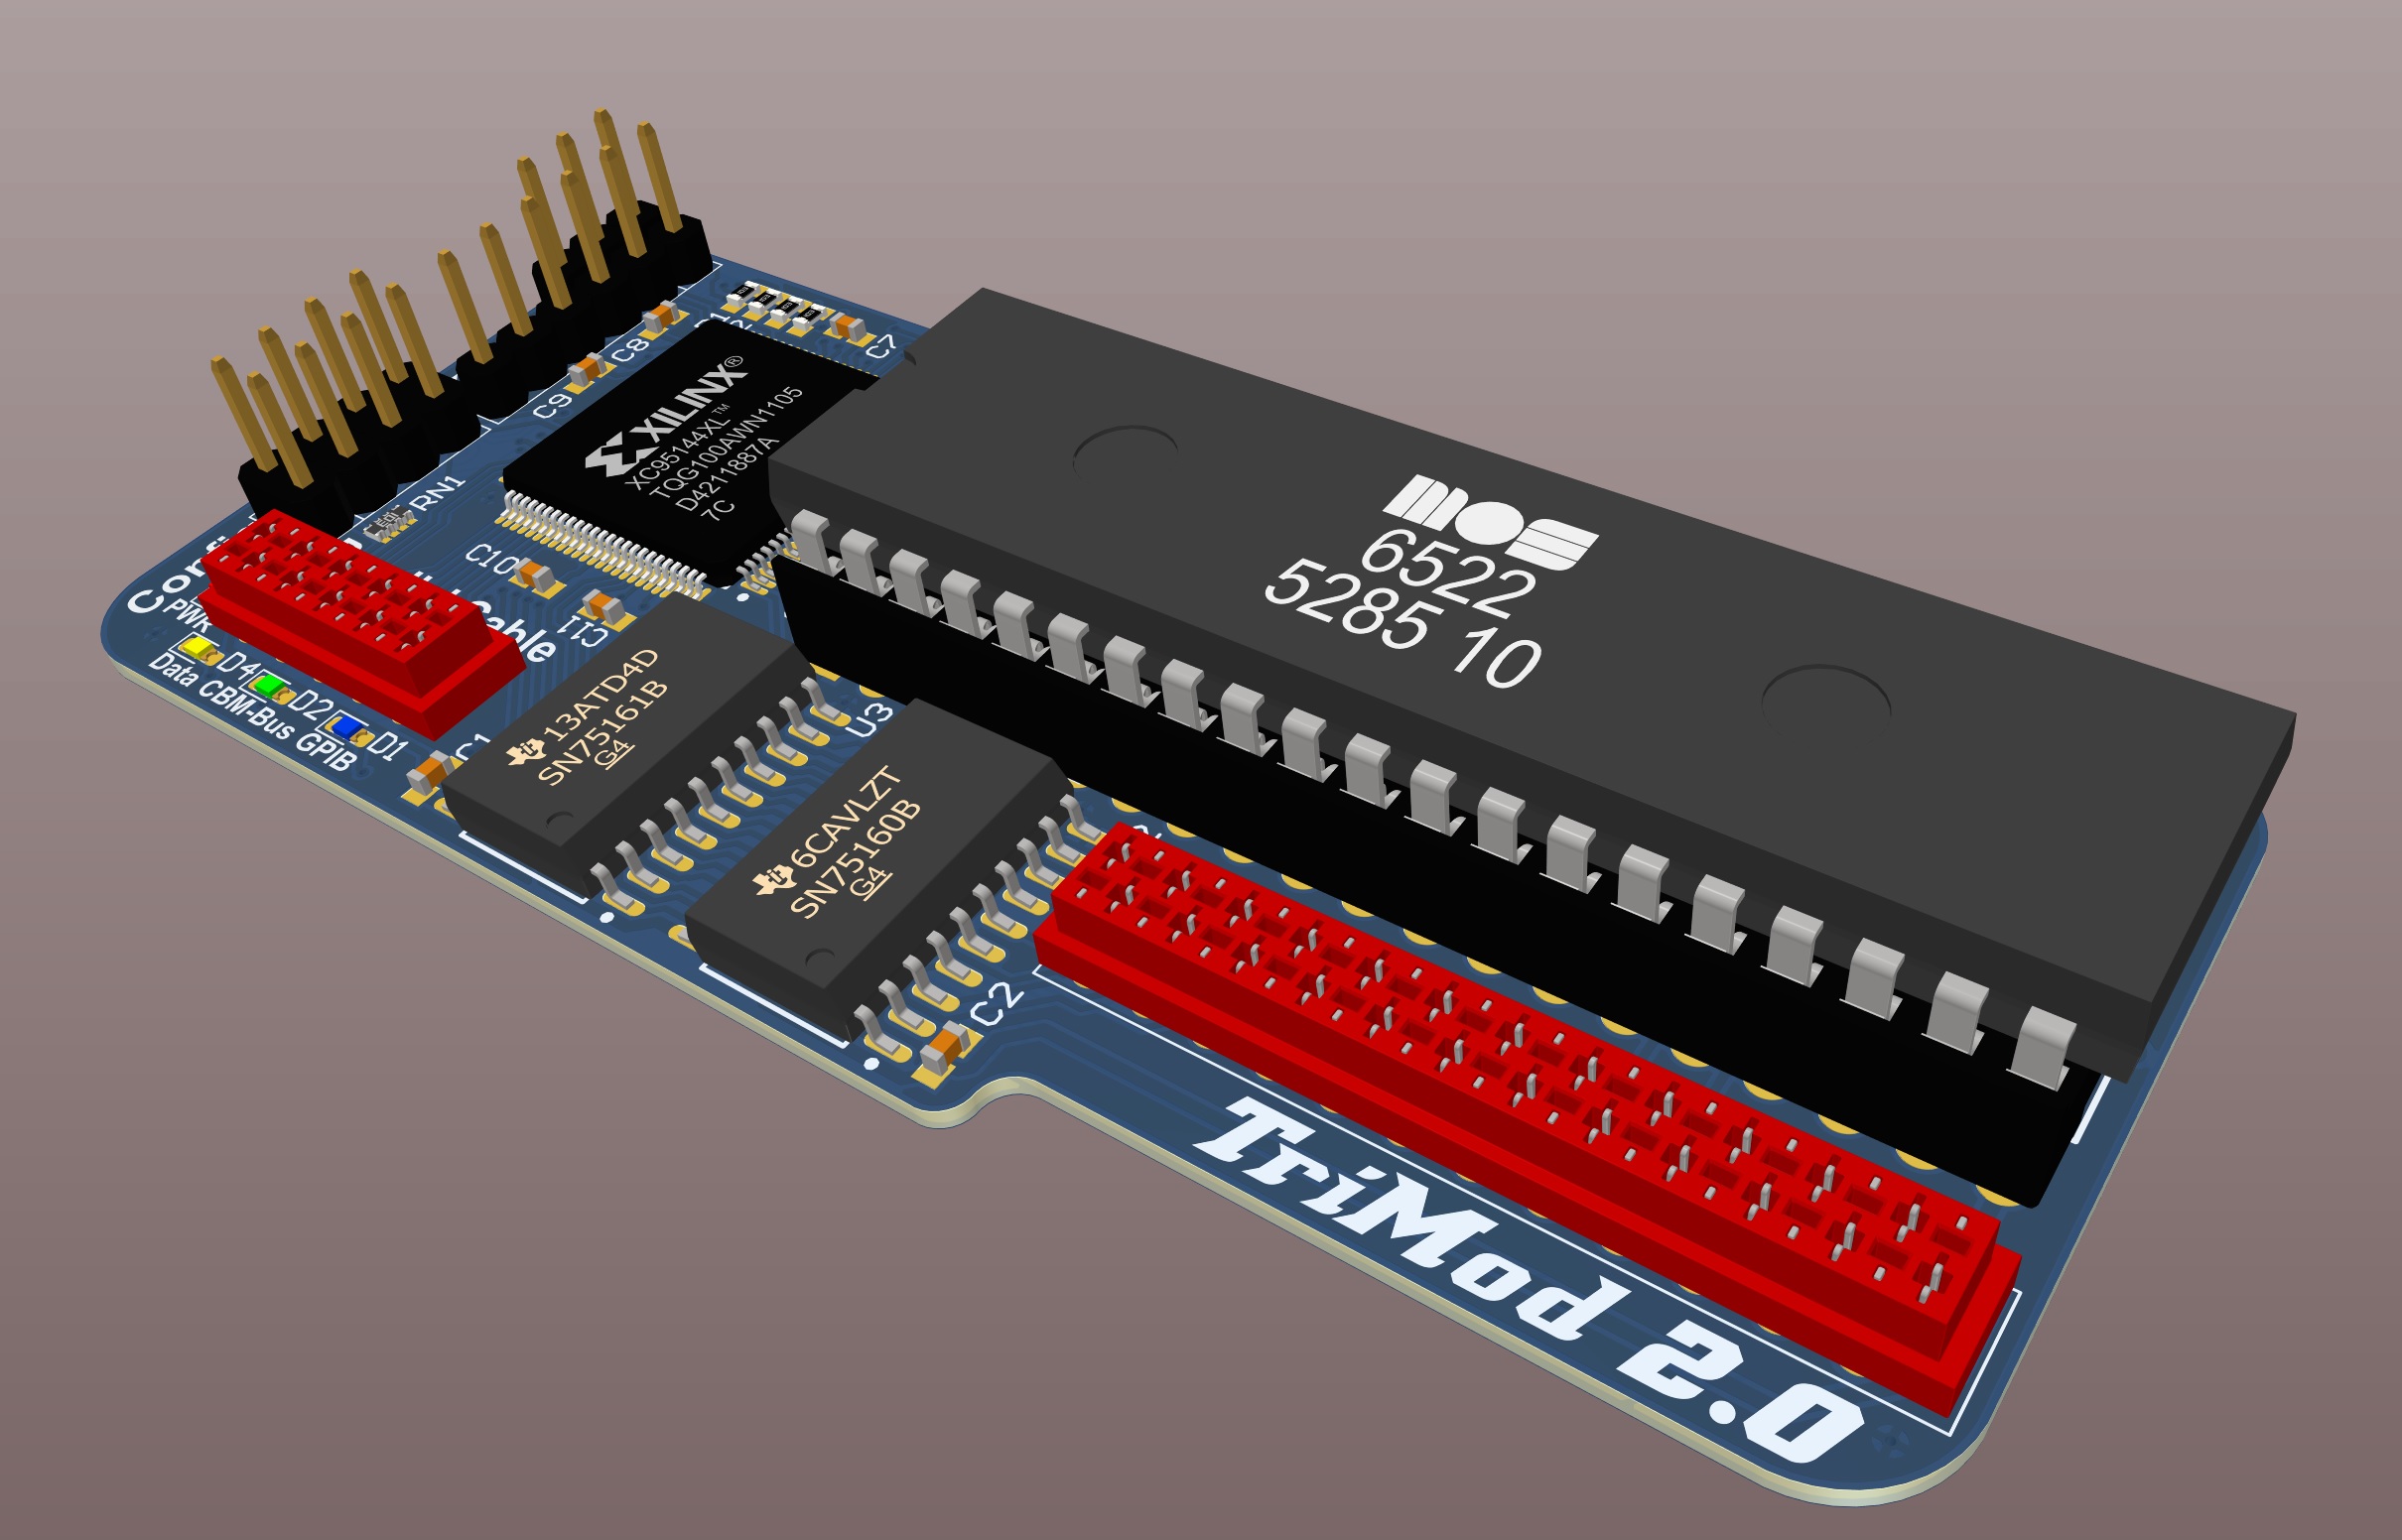 C7
C8
C9
XILINX®
XC95144XL™
TQG100AWN1105
D4211887A
7C
RN1
C10
C11
mos
6522
5285 10
PWR
D4
D2
D1
Data CBM-Bus GPIB
C1
13ATD4D
SN75161B
G4
U3
6CAVLZT
SN75160B
G4
C2
TriMod 2.0